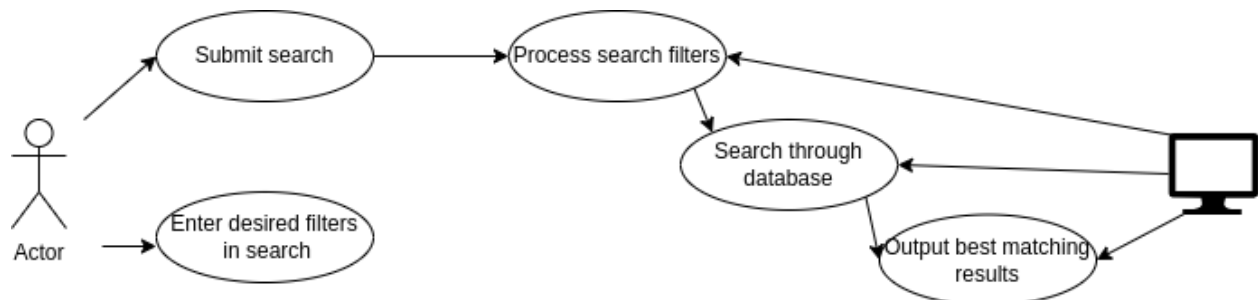 Submit search
Process search filters
Search through
database
Enter desired filters
in search
Actor
Output best matching
results